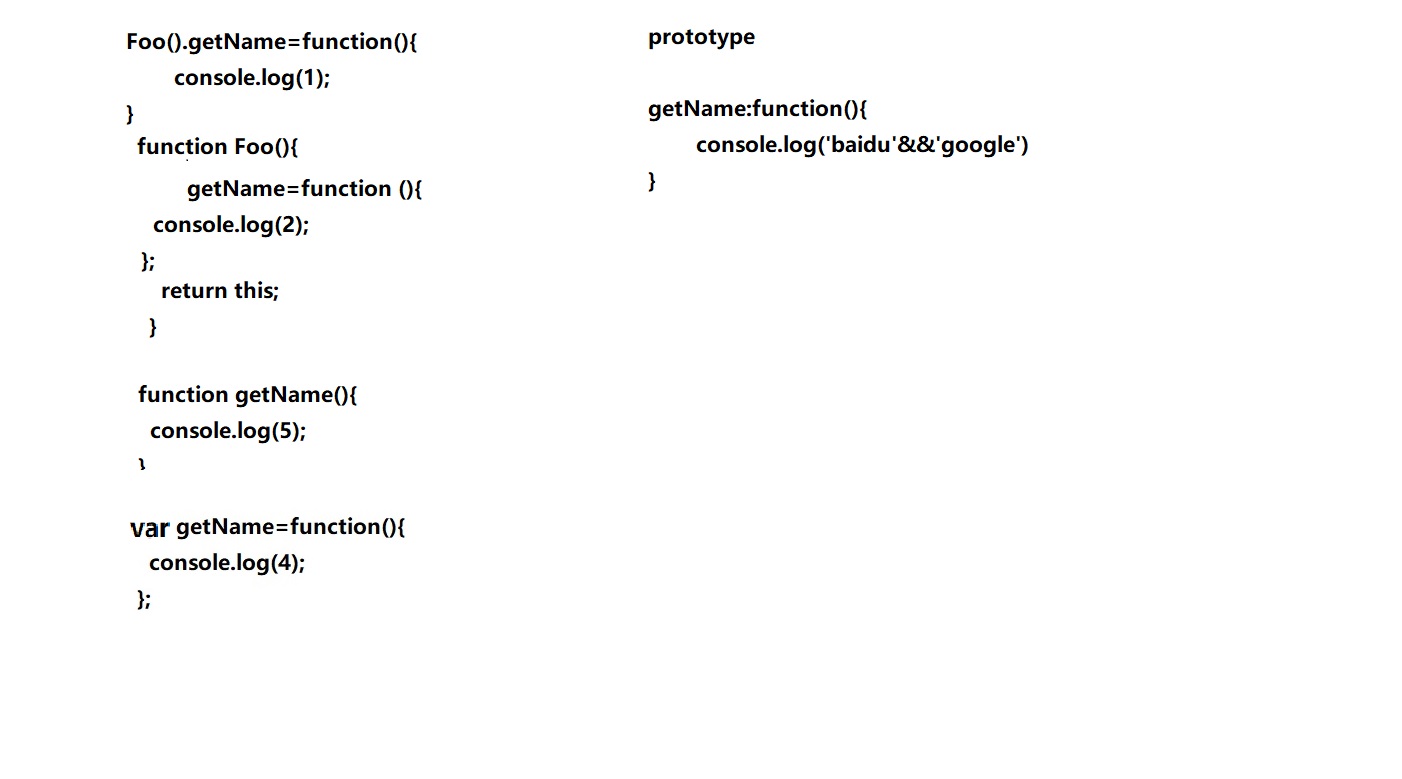 Foo().getName=function(){
console.log(1);
}
function Foo(){
getName=function (){
console.log(2);
};
return this;
}
function getName(){
console.log(5);
}
var getName=function(){
console.log(4);
};
prototype
getName:function(){
console.log('baidu'&&'google')
}